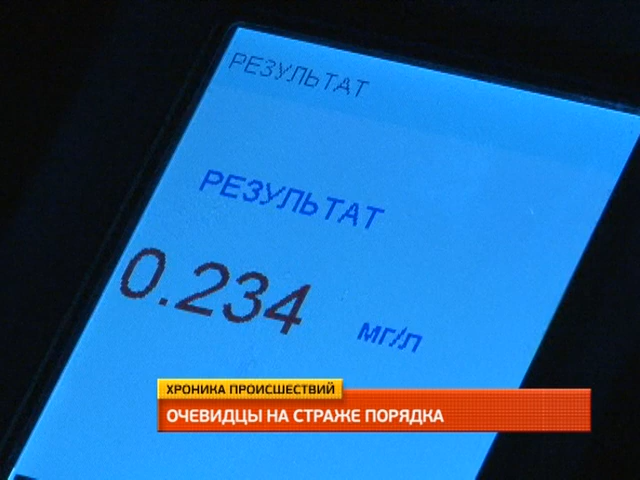 РЕЗУЛЬТАТ
РЕЗУЛЬТАТ
0.234 мг/л
ХРОНИКА ПРОИСШЕСТВИЙ
ОЧЕВИДЦЫ НА СТРАЖЕ ПОРЯДКА